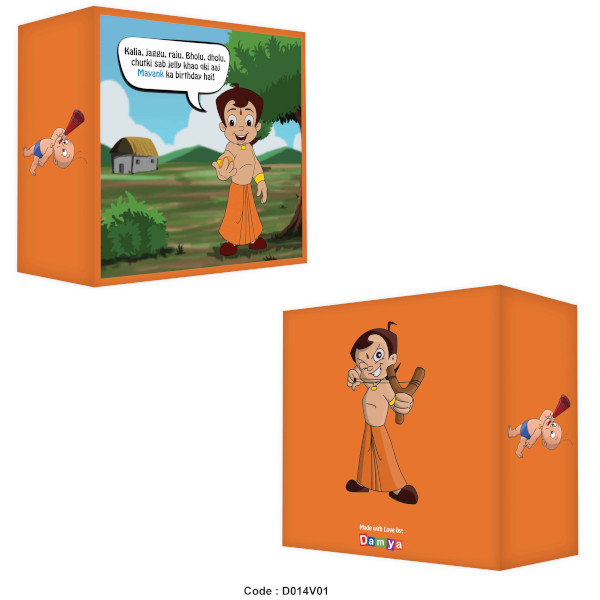 Kalia, jaggu, raju. Bholu, dholu,
chutki sab jelly khao qki aaj
Mayank ka birthday hai!
Made with Love by:
Damya
Code : D014V01